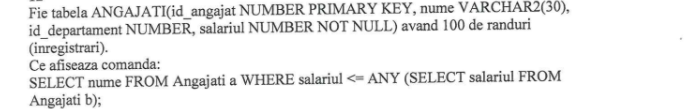 Fie tabela ANGAJATI(id_angajat NUMBER PRIMARY KEY, nume VARCHAR2(30),
id_departament NUMBER, salariul NUMBER NOT NULL) avand 100 de randuri
(inregistrari).
Ce afiseaza comanda:
SELECT nume FROM Angajati a WHERE salariul <= ANY (SELECT salariul FROM
Angajati b);